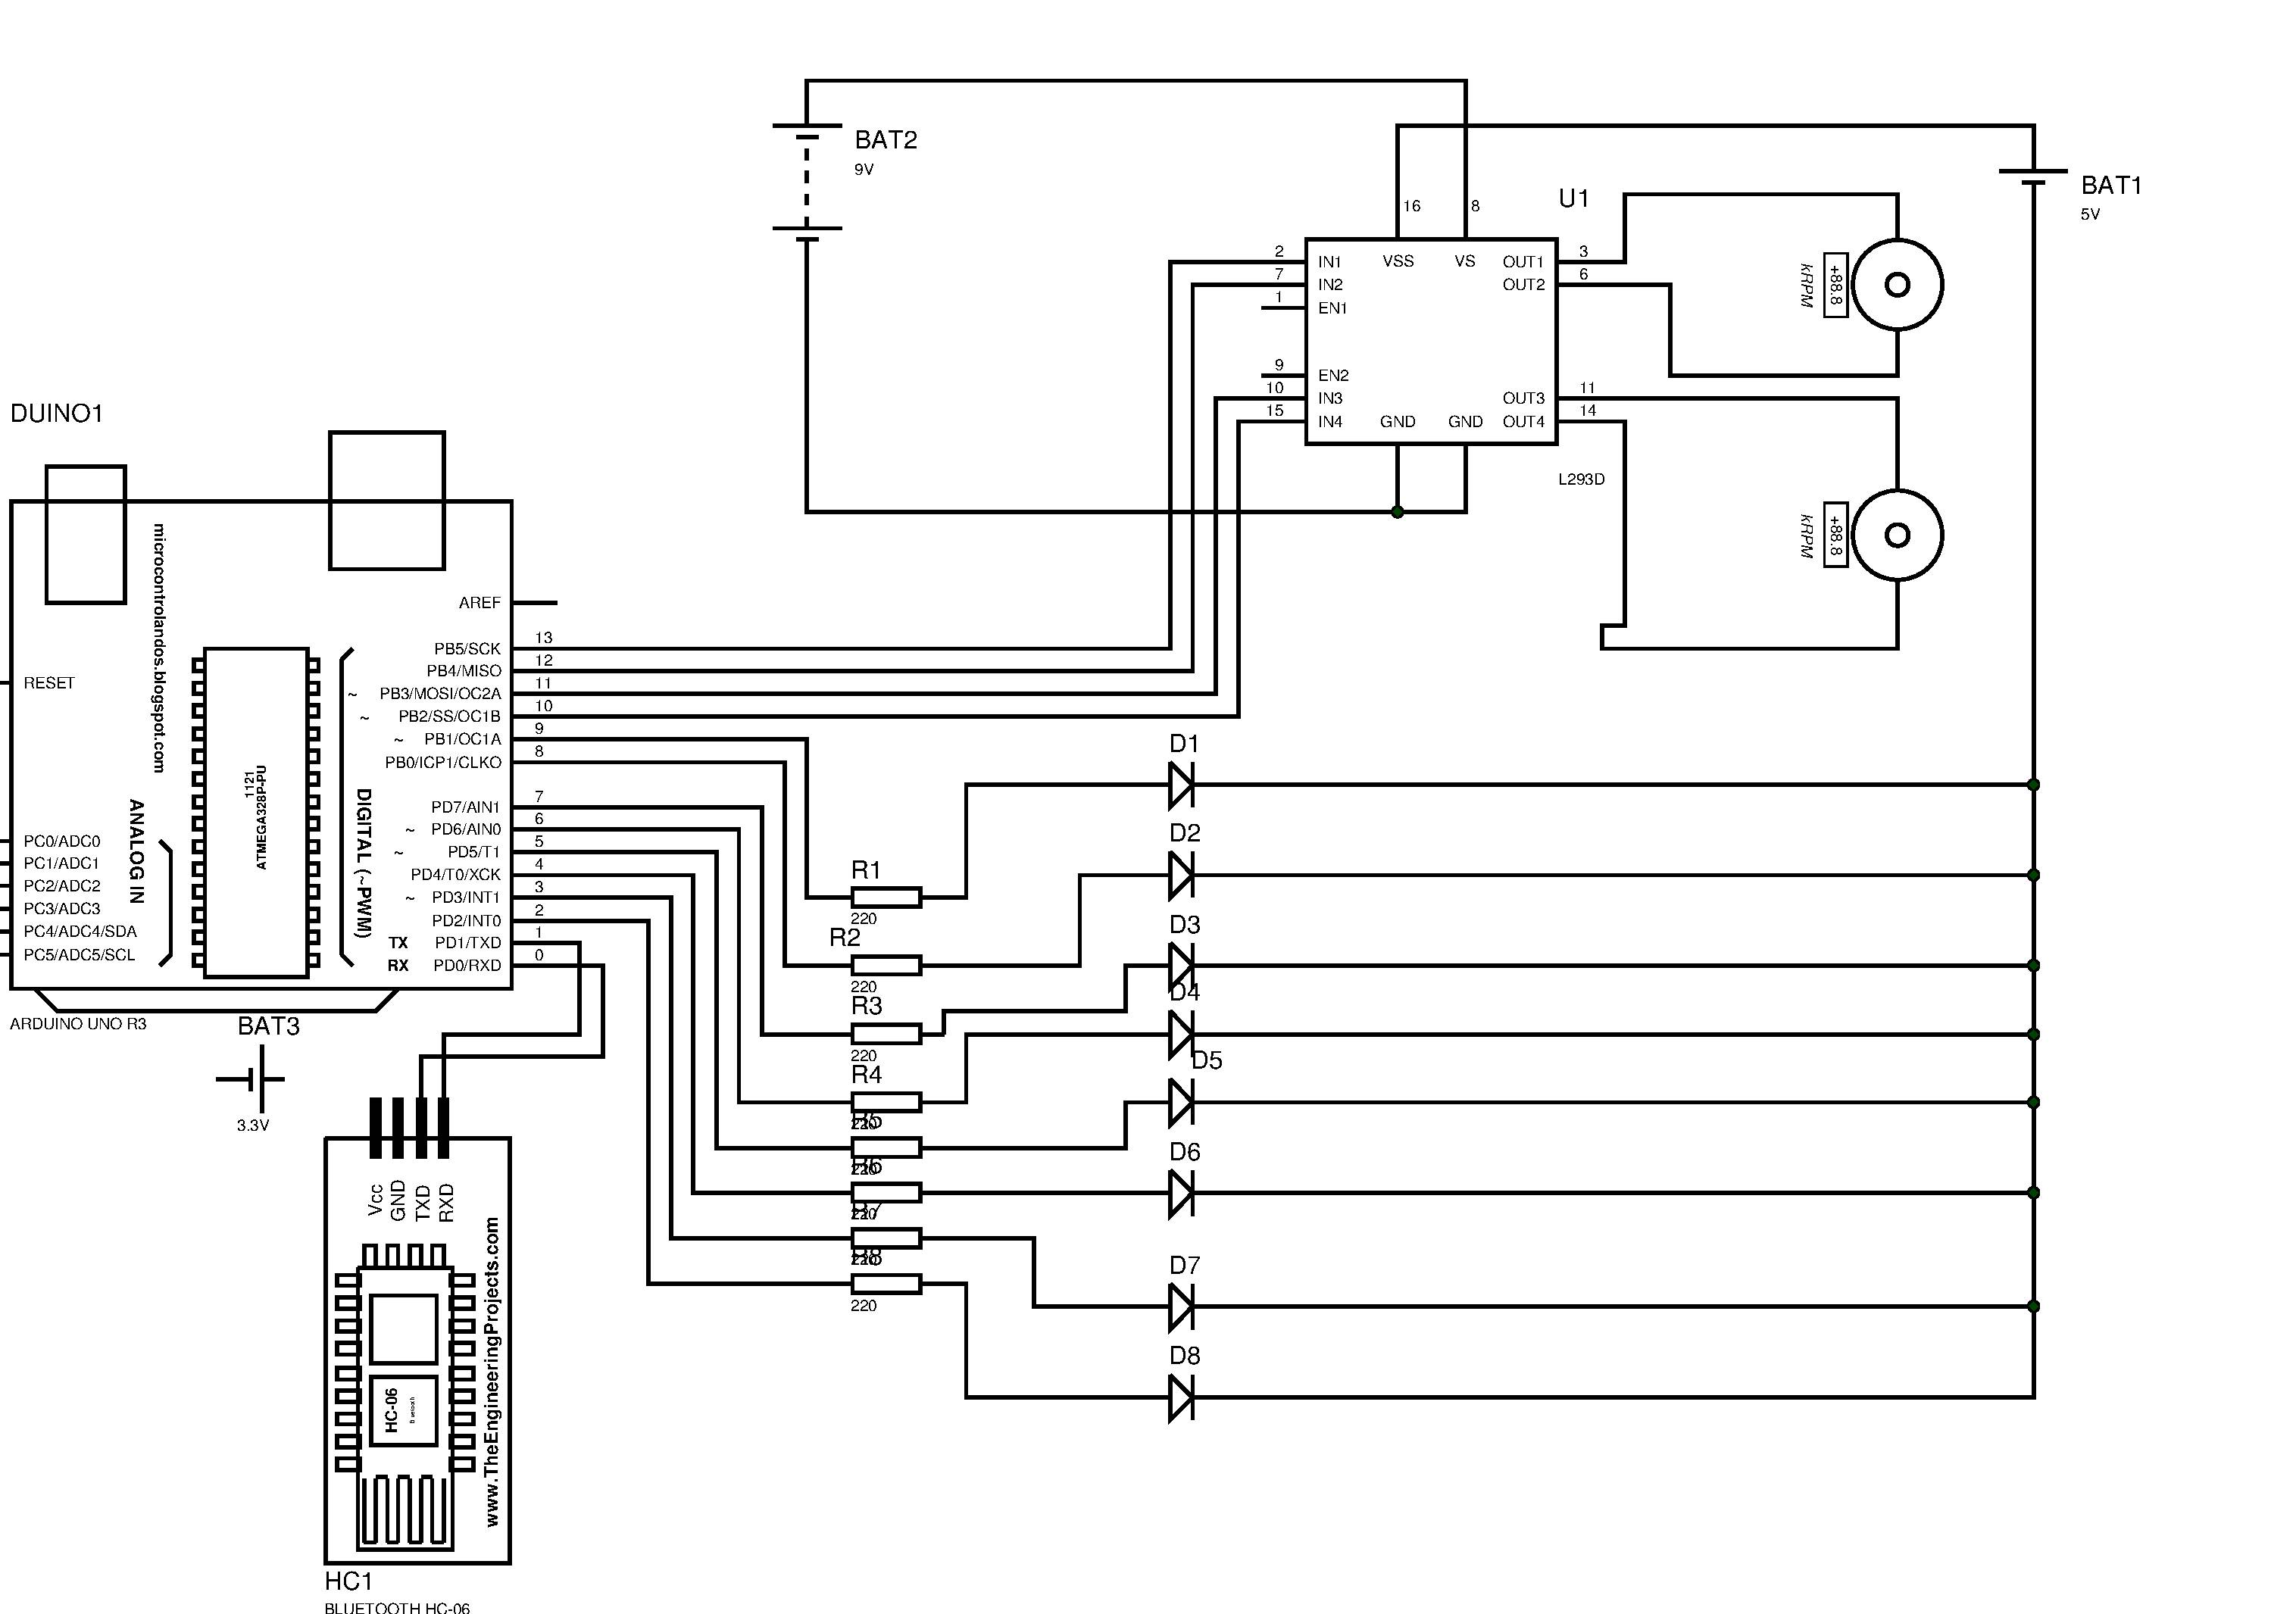 BAT2
9V
BAT1
5V
U1
16
8
2
7
1
9
10
15
IN1
IN2
EN1
EN2
IN3
IN4
VSS
VS
GND
GND
OUT1
OUT2
OUT3
OUT4
3
6
11
14
L293D
+88.8
kRPM
+88.8
kRPM
DUINO1
microcontrolandos.blogspot.com
RESET
AREF
PB5/SCK 13
PB4/MISO 12
~ PB3/MOSI/OC2A 11
~ PB2/SS/OC1B 10
~ PB1/OC1A 9
PB0/ICP1/CLKO 8
PD7/AIN1 7
~ PD6/AIN0 6
~ PD5/T1 5
PD4/T0/XCK 4
~ PD3/INT1 3
PD2/INT0 2
TX PD1/TXD 1
RX PD0/RXD 0
DIGITAL (~PWM)
1121
ATMEGA328P-PU
ANALOG IN
PC0/ADC0
PC1/ADC1
PC2/ADC2
PC3/ADC3
PC4/ADC4/SDA
PC5/ADC5/SCL
ARDUINO UNO R3
BAT3
3.3V
R1
220
R2
220
R3
220
R4
220
R5
220
R6
220
R7
220
R8
220
D1
D2
D3
D4
D5
D6
D7
D8
Vcc
GND
TXD
RXD
HC-06
Bluetooth
www.TheEngineeringProjects.com
HC1
BLUETOOTH HC-06